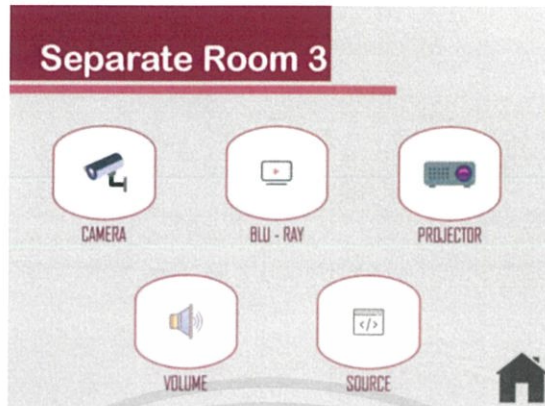 Separate Room 3
CAMERA
BLU - RAY
PROJECTOR
VOLUME
SOURCE
</>